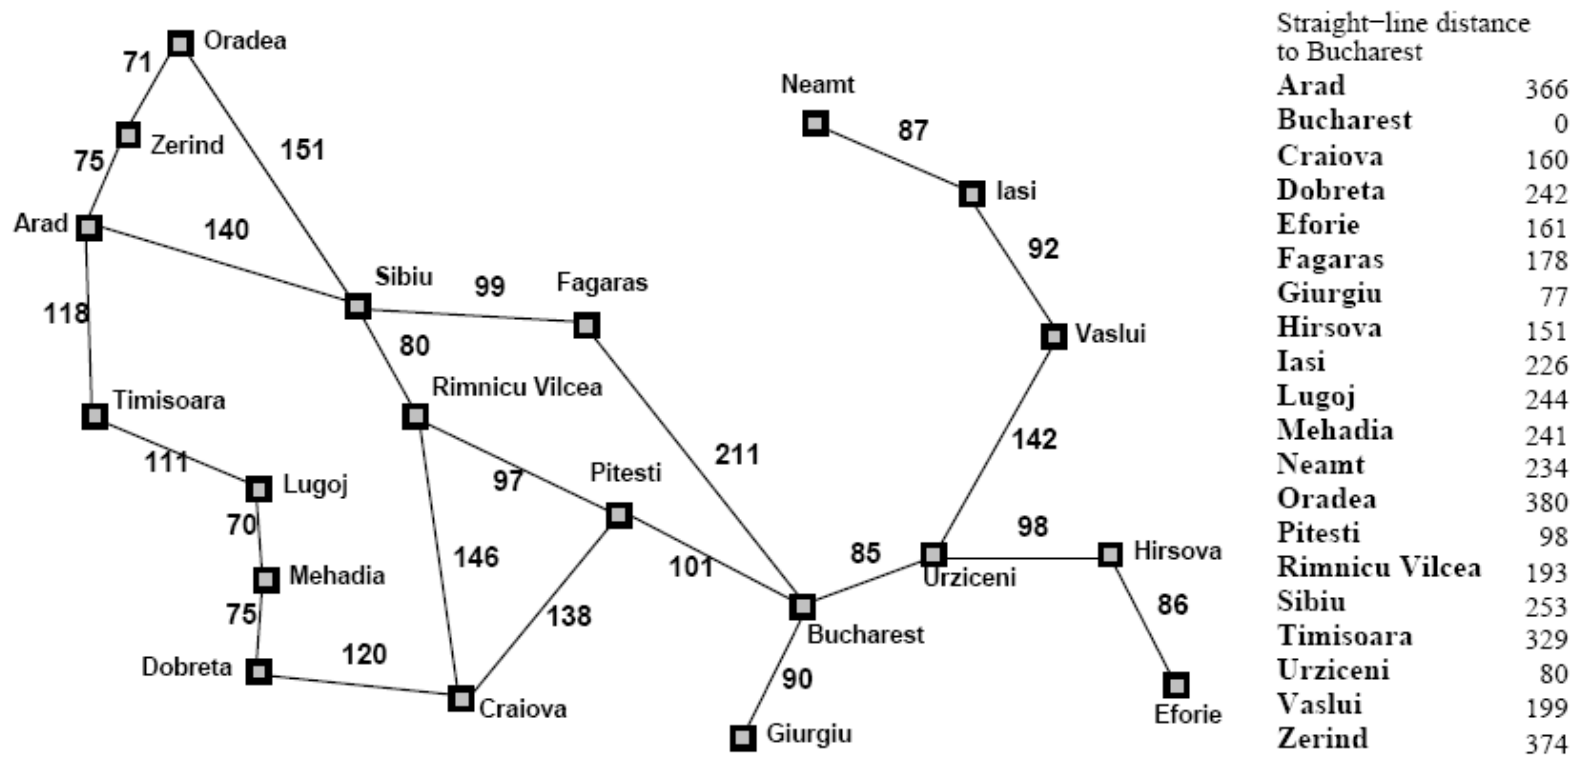 Oradea
71
Neamt
87
Zerind
151
75
Iasi
Arad
140
92
Sibiu
99
Fagaras
118
80
Vaslui
Rimnicu Vilcea
Timisoara
142
111
211
Lugoj
97
Pitesti
70
98
Hirsova
146
101
85
Urziceni
Mehadia
86
75
138
Bucharest
120
Dobreta
90
Craiova
Eforie
Giurgiu
Straight−line distance
to Bucharest
Arad 366
Bucharest 0
Craiova 160
Dobreta 242
Eforie 161
Fagaras 178
Giurgiu 77
Hirsova 151
Iasi 226
Lugoj 244
Mehadia 241
Neamt 234
Oradea 380
Pitesti 98
Rimnicu Vilcea 193
Sibiu 253
Timisoara 329
Urziceni 80
Vaslui 199
Zerind 374